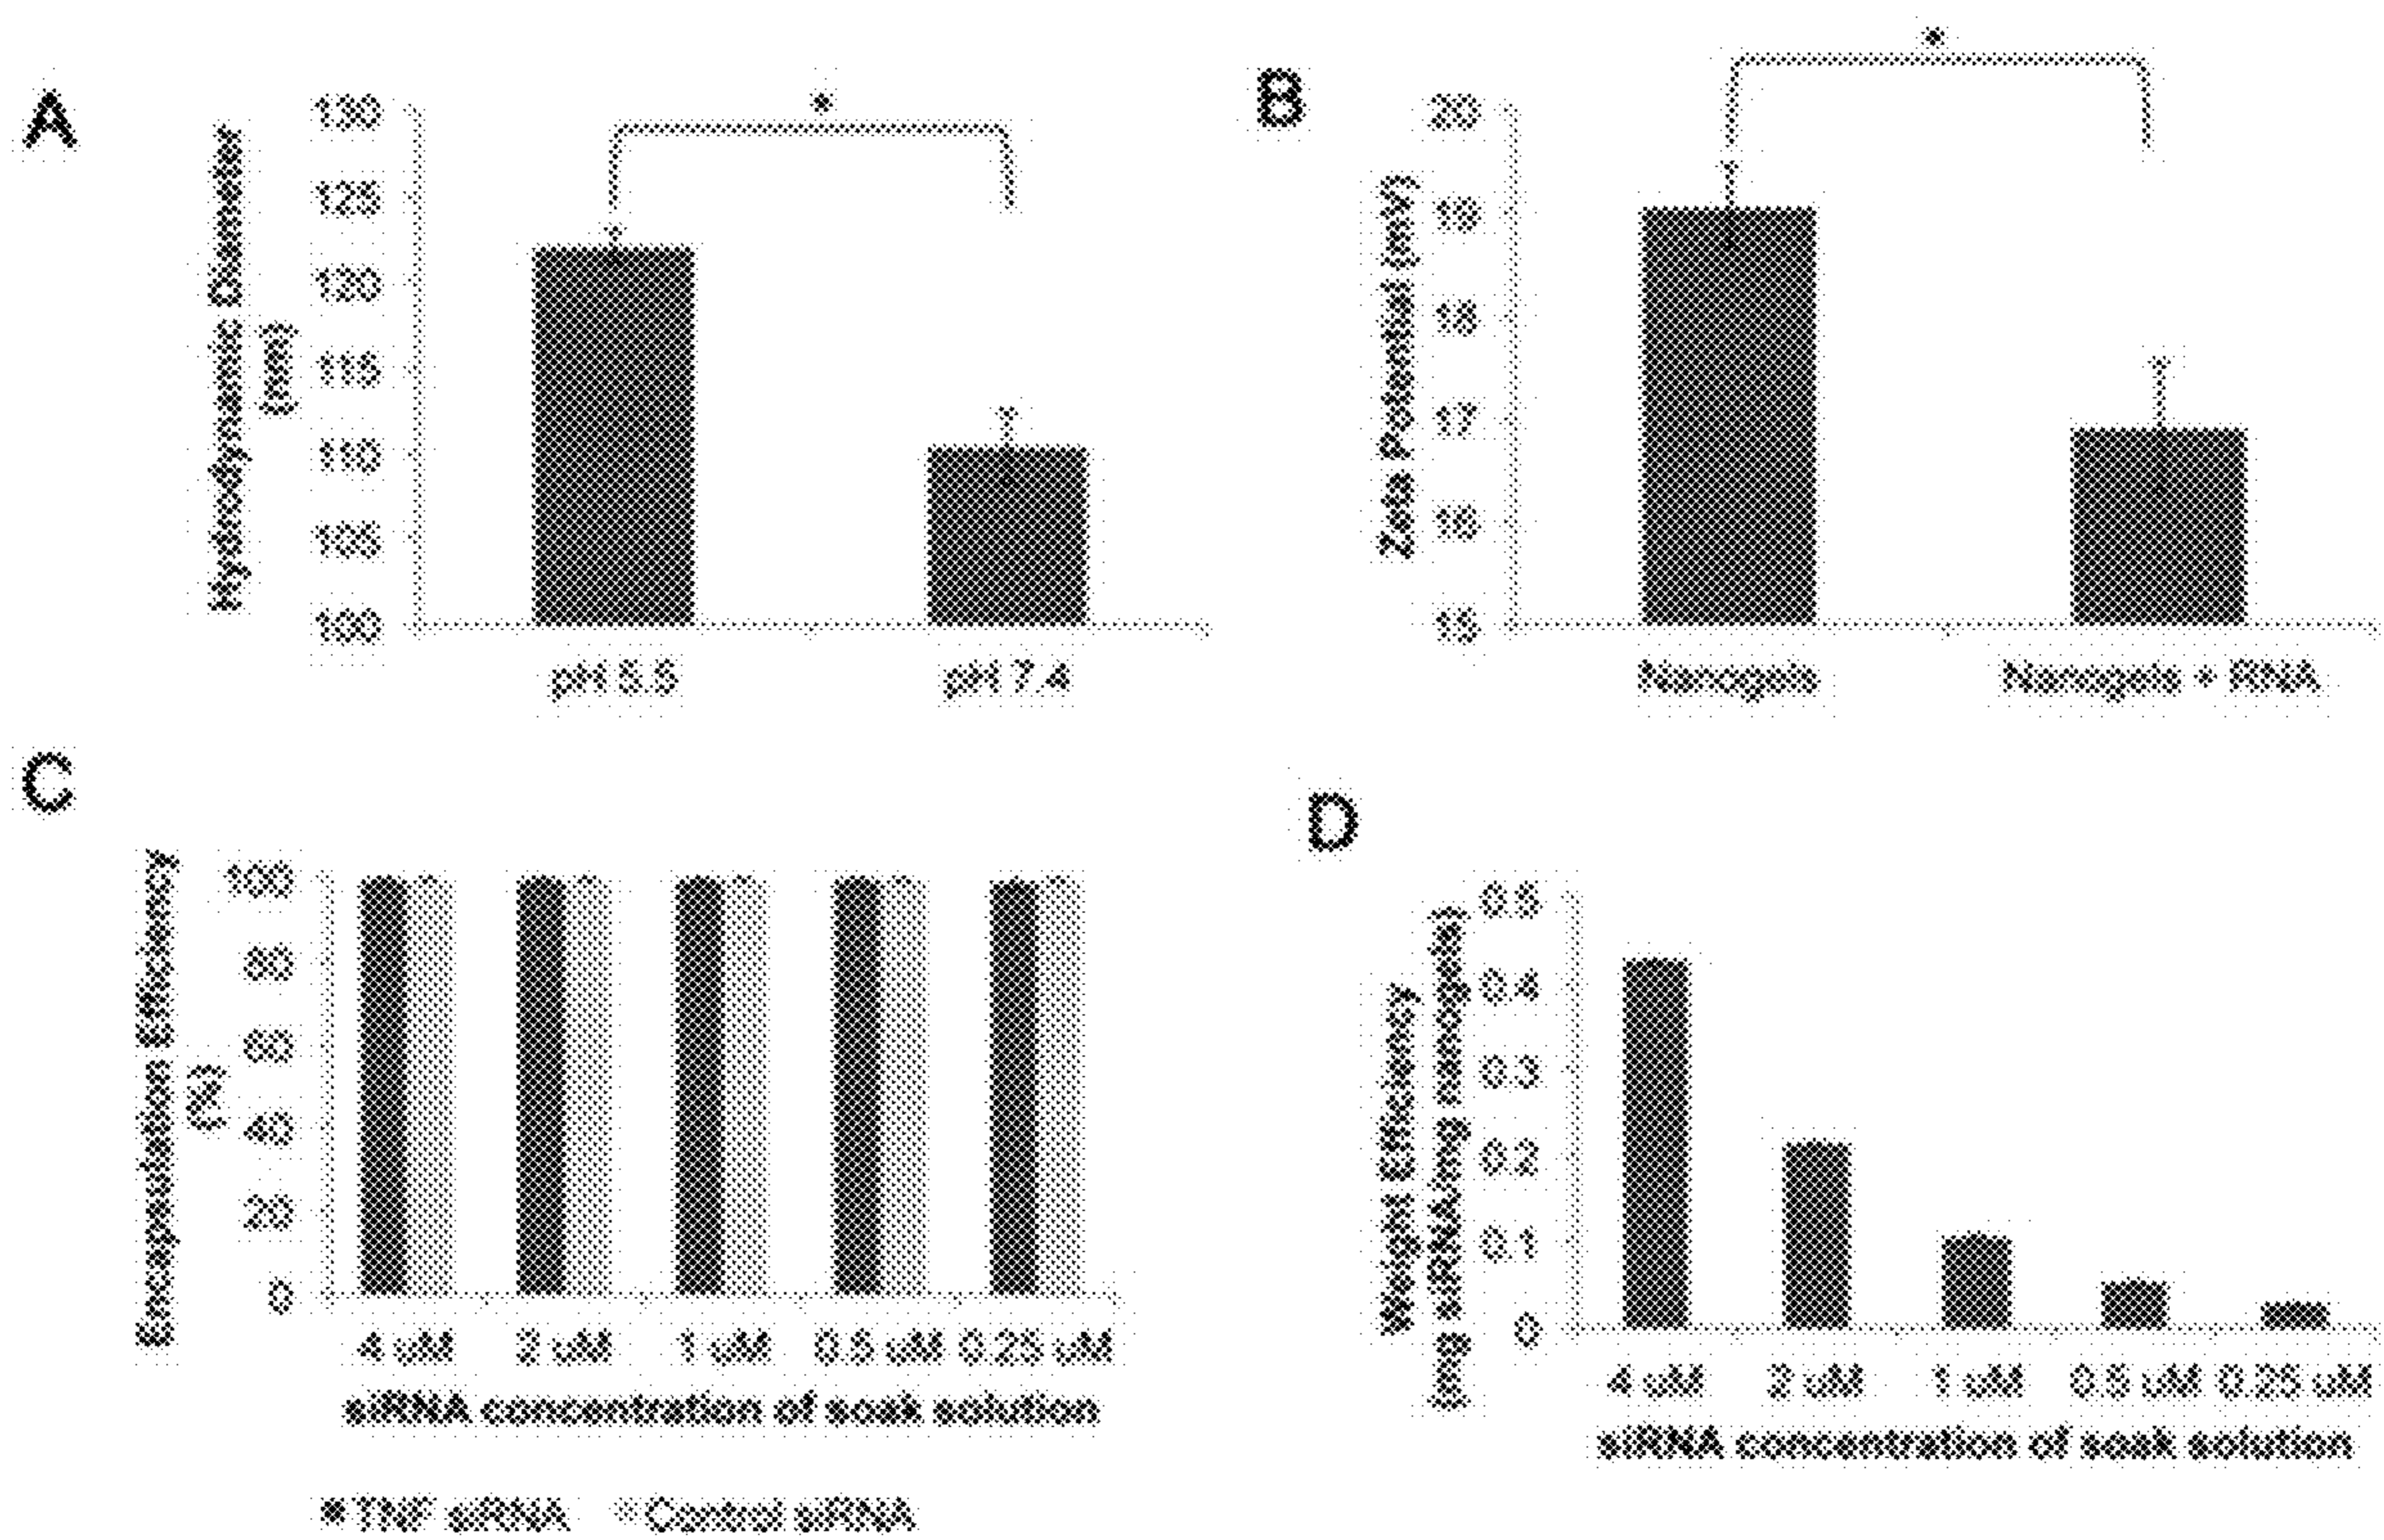 A
*
130
125
120
115
110
105
100
Hydrodynamic Diameter
(nm)
pH 5.5
pH 7.4
B
*
20
19
18
17
16
15
Zeta Potential (mV)
Nanogels
Nanogels + RNA
C
100
80
60
40
20
0
Encapsulation Efficiency
(%)
4 uM
2 uM
1 uM
0.5 uM
0.25 uM
siRNA concentration of soak solution
TNF siRNA
Control siRNA
D
0.5
0.4
0.3
0.2
0.1
0
Weight Efficiency
(mg siRNA/mg nanogels)
4 uM
2 uM
1 uM
0.5 uM
0.25 uM
siRNA concentration of soak solution